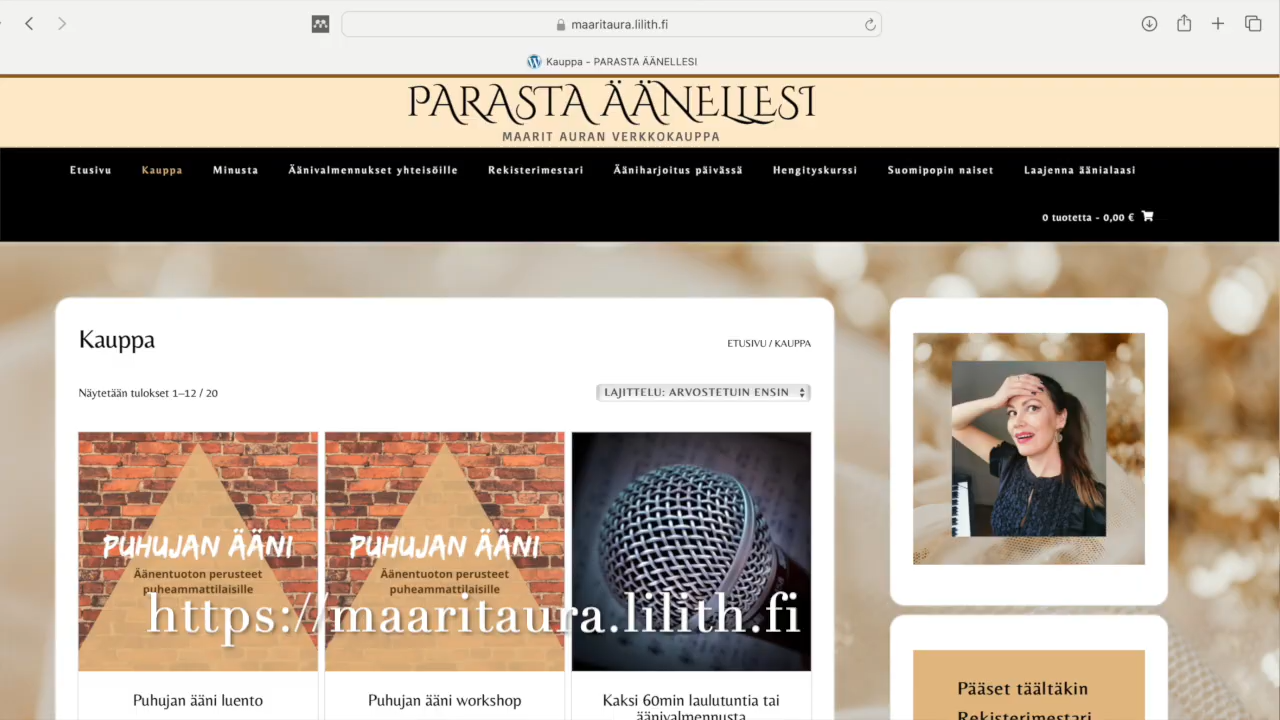 maaritaura.lilith.fi
Kauppa – PARASTA ÄÄNELLESI
PARASTA ÄÄNELLESI
MAARIT AURAN VERKKOKAUPPA
Etusivu Kauppa Minusta Äänivalmennukset yhteisöille Rekisterimestari Ääniharjoitus päivässä Hengityskurssi Suomipopin naiset Laajenna äänialaasi
0 tuotetta - 0,00 €
Kauppa
ETUSIVU / KAUPPA
Näytetään tulokset 1–12 / 20
LAJITTELU: ARVOSTETUIN ENSIN
PUHUJAN ÄÄNI
Äänentuoton perusteet
puheammattilaisille
PUHUJAN ÄÄNI
Äänentuoton perusteet
puheammattilaisille
https://maaritaura.lilith.fi
Puhujan ääni luento
Puhujan ääni workshop
Kaksi 60min laulutuntia tai
äänivalmennusta
Pääset täältäkin
Rekisterimestari